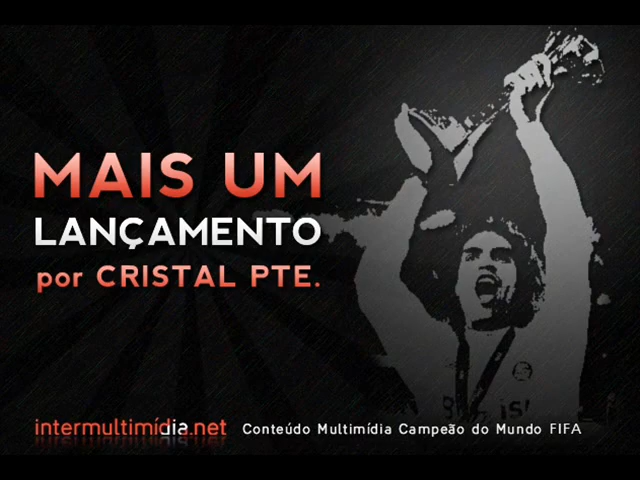 MAIS UM
LANÇAMENTO
por CRISTAL PTE.
intermultimídia.net Conteúdo Multimídia Campeão do Mundo FIFA